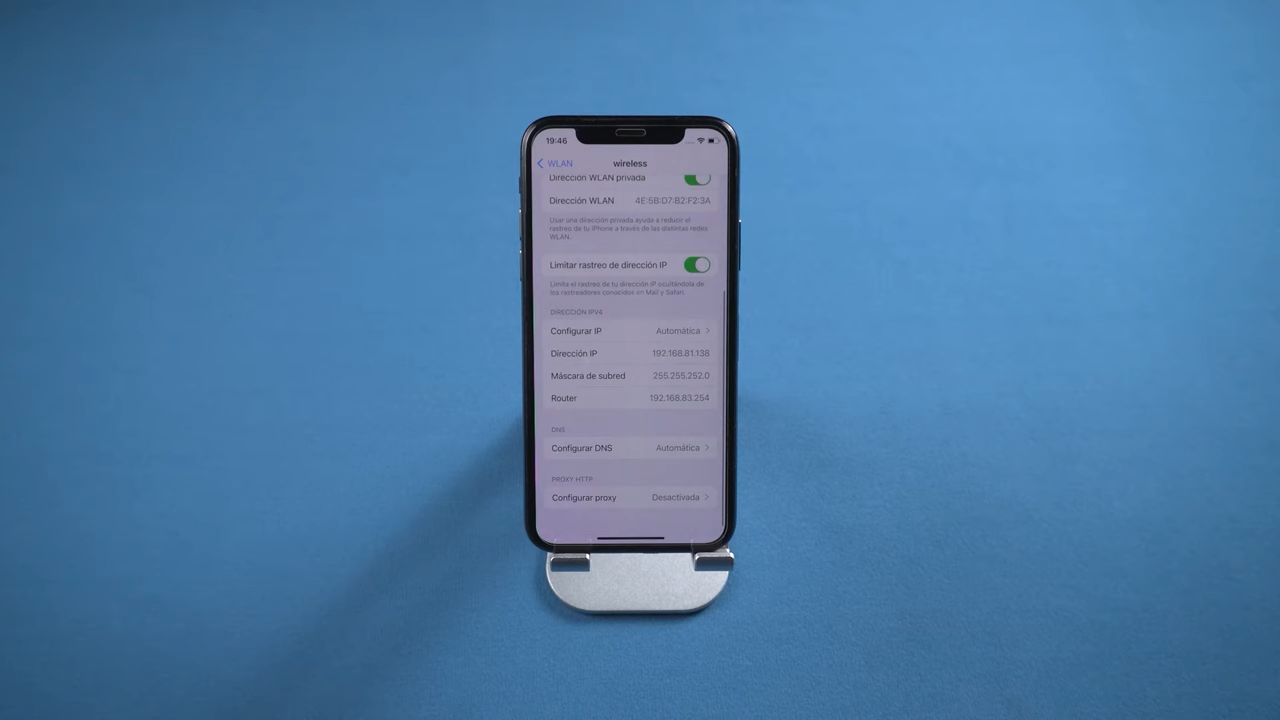 19:46
WLAN
wireless
Dirección WLAN privada
Dirección WLAN 4E:5B:D7:B2:F2:3A
Usar una dirección privada ayuda a reducir el
rastreo de tu iPhone a través de las distintas redes
WLAN.
Limitar rastreo de dirección IP
Limita el rastreo de tu dirección IP ocultándola de
los rastreadores conocidos en Mail y Safari.
DIRECCIÓN IPV4
Configurar IP Automática
Dirección IP 192.168.81.138
Máscara de subred 255.255.252.0
Router 192.168.83.254
DNS
Configurar DNS Automática
PROXY HTTP
Configurar proxy Desactivada